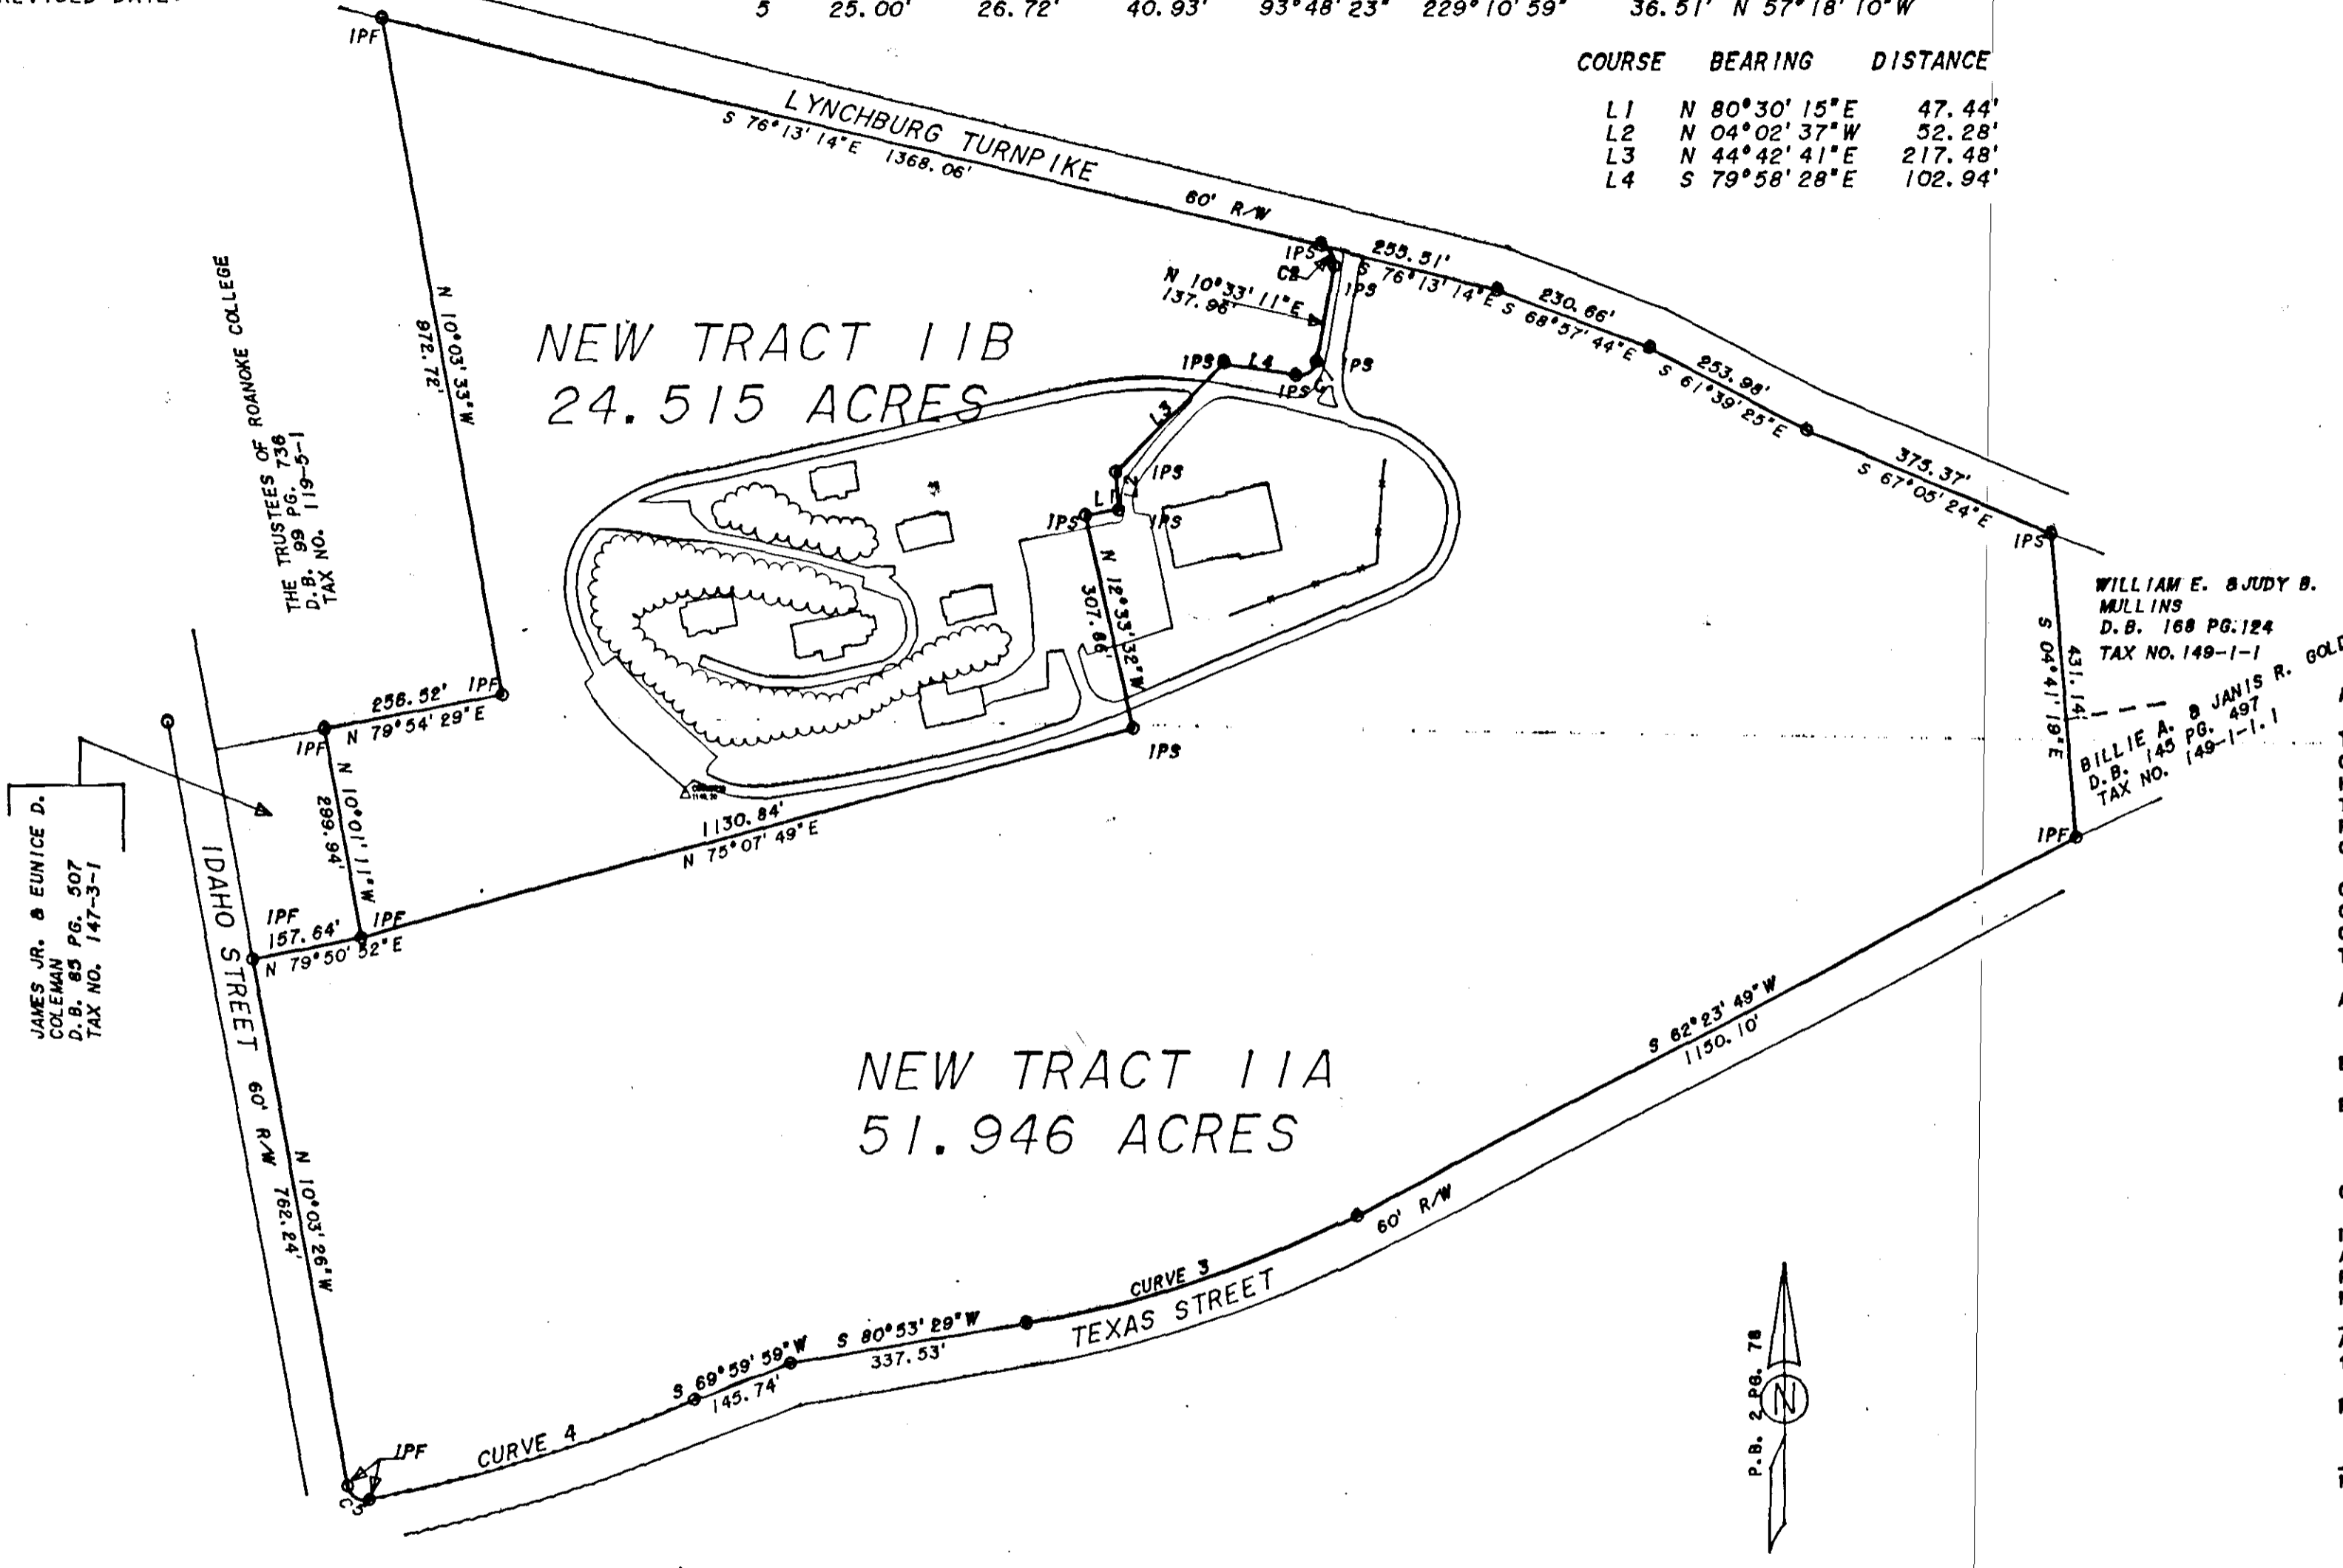 5 25.00' 26.72' 40.93' 93°48'23" 229°10'59" 36.51' N 57°18'10"W
COURSE BEARING DISTANCE
L1 N 80°30'15"E 47.44'
L2 N 04°02'37"W 52.28'
L3 N 44°42'41"E 217.48'
L4 S 79°58'28"E 102.94'
IPF
LYNCHBURG TURNPIKE
S 76°13'14"E 1368.06'
60' R/W
IPS
C2
255.51'
S 76°13'14"E
IPS
N 10°33'11"E
137.96'
230.66'
S 68°57'44"E
253.98'
S 61°39'25"E
375.37'
S 67°05'24"E
IPS
THE TRUSTEES OF ROANOKE COLLEGE
D.B. 99 PG. 736
TAX NO. 119-5-1
N 10°03'33"W
972.72'
NEW TRACT 11B
24.515 ACRES
IPS
L4
IPS
IPS
L3
IPS
L1
IPS
IPS
N 12°33'32"W
307.66'
IPS
WILLIAM E. & JUDY B.
MULLINS
D.B. 168 PG. 124
TAX NO. 149-1-1
S 04°41'19"E
431.14'
BILLIE A. & JANIS R. GOLD
D.B. 145 PG. 497
TAX NO. 149-1-1.1
IPF
256.52'
IPF
N 79°54'29"E
IPF
N 10°01'11"W
299.94'
1130.84'
N 75°07'49"E
JAMES JR. & EUNICE D.
COLEMAN
D.B. 85 PG. 507
TAX NO. 147-3-1
IPF
157.64'
IPF
N 79°50'52"E
IDAHO STREET 60' R/W
N 10°03'26"W
762.24'
NEW TRACT 11A
51.946 ACRES
S 62°23'49"W
1150.10'
60' R/W
CURVE 3
TEXAS STREET
S 80°53'29"W
337.53'
S 69°59'59"W
145.74'
CURVE 4
IPF
C5
P.B. 2 PG. 78
N